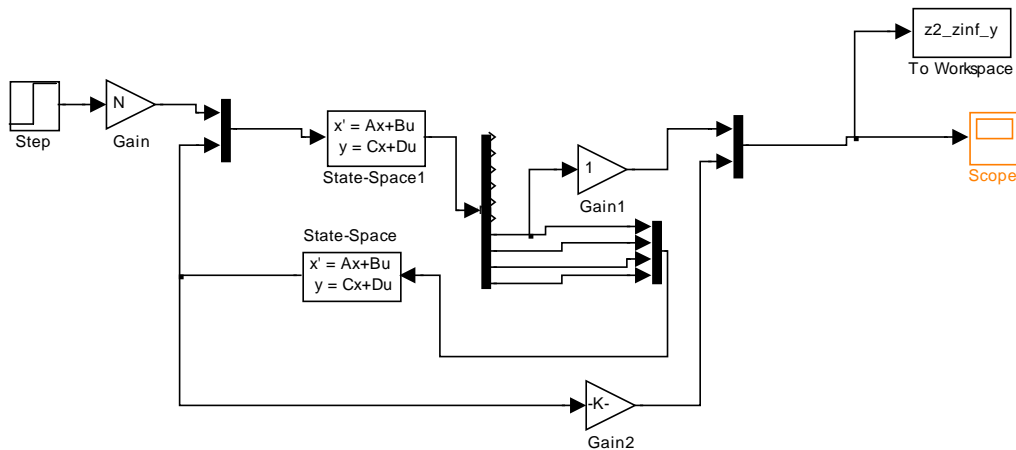 z2_zinf_y
To Workspace
N
Step
Gain
x' = Ax+Bu
y = Cx+Du
State-Space1
1
Gain1
Scope
State-Space
x' = Ax+Bu
y = Cx+Du
-K-
Gain2